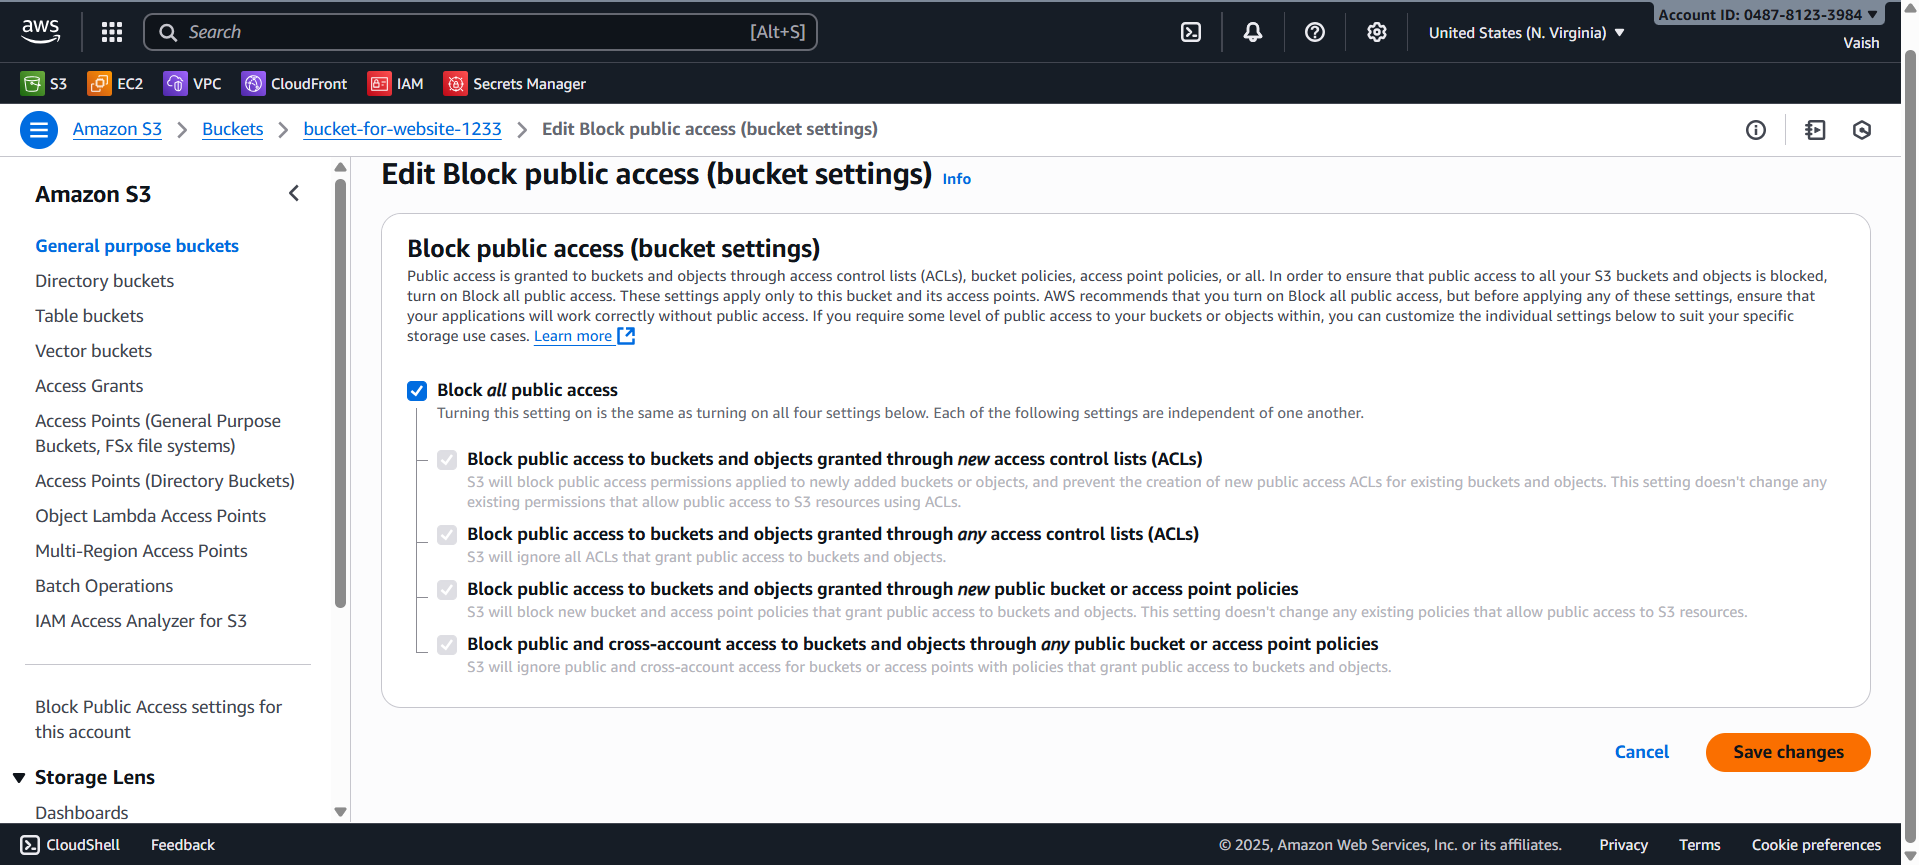 aws
Search
[Alt+S]
United States (N. Virginia) ▼
Account ID: 0487-8123-3984 ▼
Vaish
S3
EC2
VPC
CloudFront
IAM
Secrets Manager
Amazon S3
Buckets
bucket-for-website-1233
Edit Block public access (bucket settings)
Amazon S3
General purpose buckets
Directory buckets
Table buckets
Vector buckets
Access Grants
Access Points (General Purpose
Buckets, FSx file systems)
Access Points (Directory Buckets)
Object Lambda Access Points
Multi-Region Access Points
Batch Operations
IAM Access Analyzer for S3
Block Public Access settings for
this account
Storage Lens
Dashboards
Edit Block public access (bucket settings) Info
Block public access (bucket settings)
Public access is granted to buckets and objects through access control lists (ACLs), bucket policies, access point policies, or all. In order to ensure that public access to all your S3 buckets and objects is blocked,
turn on Block all public access. These settings apply only to this bucket and its access points. AWS recommends that you turn on Block all public access, but before applying any of these settings, ensure that
your applications will work correctly without public access. If you require some level of public access to your buckets or objects within, you can customize the individual settings below to suit your specific
storage use cases. Learn more
Block all public access
Turning this setting on is the same as turning on all four settings below. Each of the following settings are independent of one another.
Block public access to buckets and objects granted through new access control lists (ACLs)
S3 will block public access permissions applied to newly added buckets or objects, and prevent the creation of new public access ACLs for existing buckets and objects. This setting doesn't change any
existing permissions that allow public access to S3 resources using ACLs.
Block public access to buckets and objects granted through any access control lists (ACLs)
S3 will ignore all ACLs that grant public access to buckets and objects.
Block public access to buckets and objects granted through new public bucket or access point policies
S3 will block new bucket and access point policies that grant public access to buckets and objects. This setting doesn't change any existing policies that allow public access to S3 resources.
Block public and cross-account access to buckets and objects through any public bucket or access point policies
S3 will ignore public and cross-account access for buckets or access points with policies that grant public access to buckets and objects.
Cancel
Save changes
CloudShell
Feedback
© 2025, Amazon Web Services, Inc. or its affiliates.
Privacy
Terms
Cookie preferences